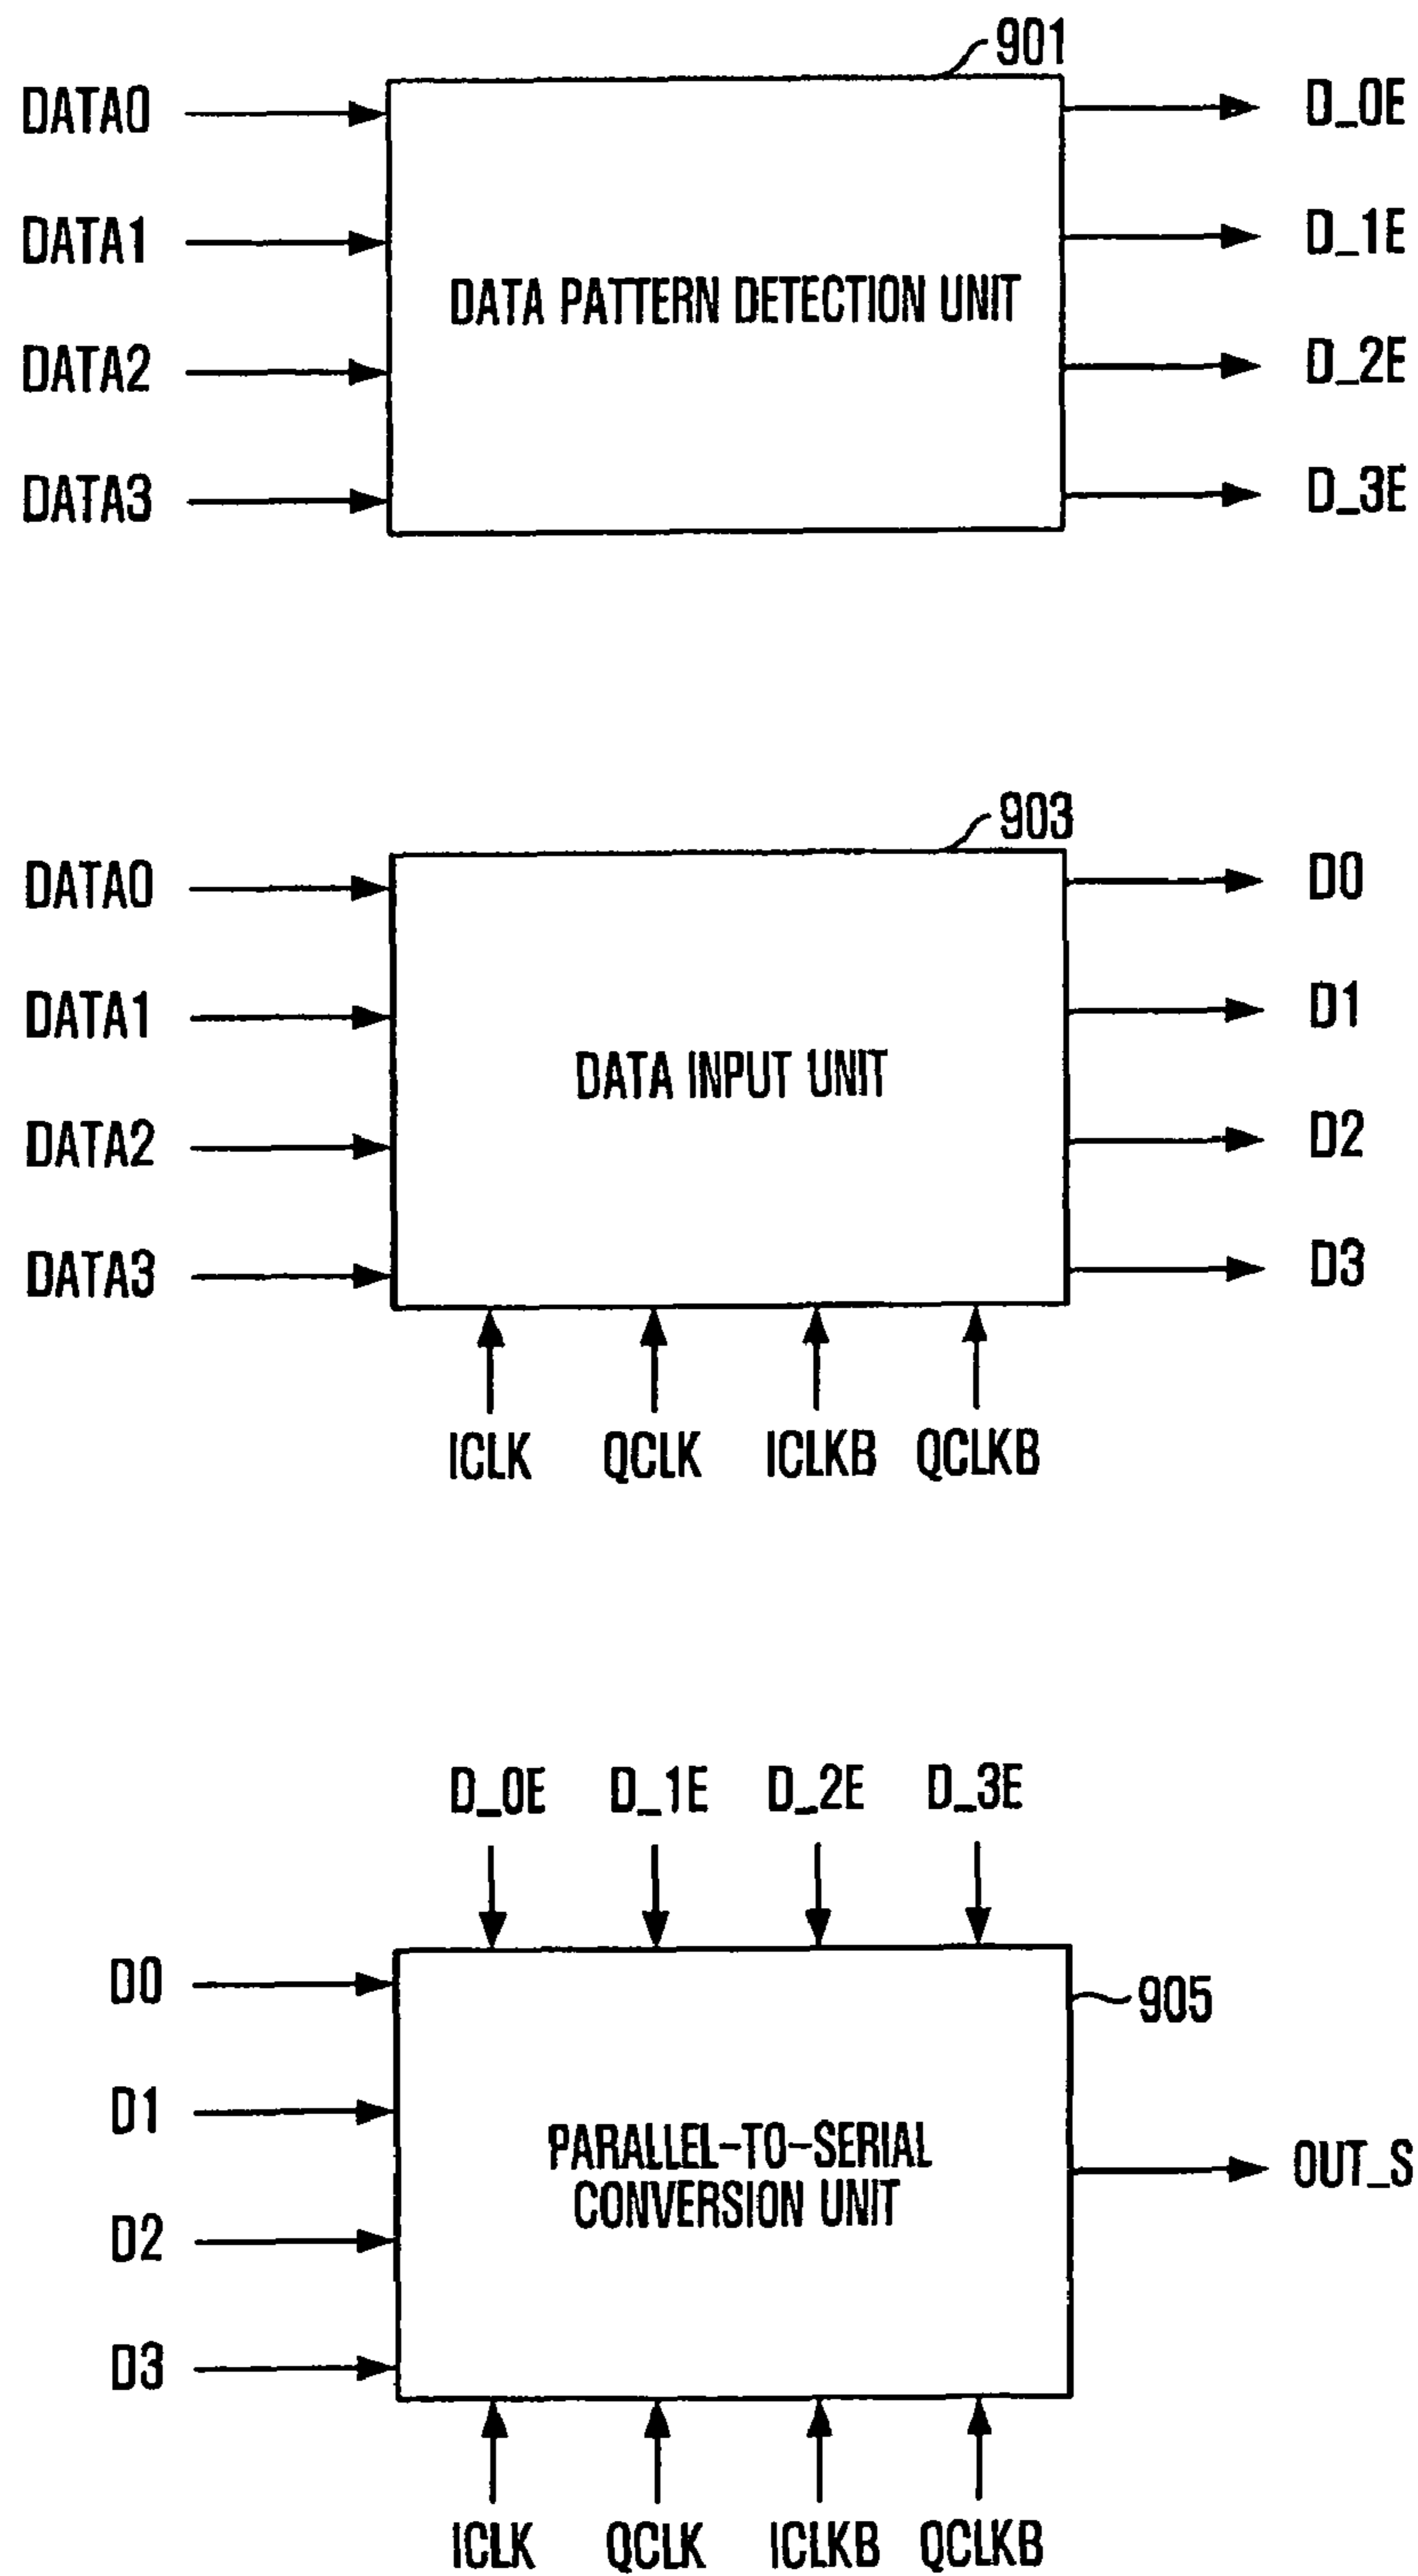 901
DATA0
D_0E
DATA1
D_1E
DATA PATTERN DETECTION UNIT
DATA2
D_2E
DATA3
D_3E
903
DATA0
D0
DATA1
D1
DATA INPUT UNIT
DATA2
D2
DATA3
D3
ICLK QCLK ICLKB QCLKB
D_0E D_1E D_2E D_3E
D0
905
D1
PARALLEL-TO-SERIAL
CONVERSION UNIT
OUT_S
D2
D3
ICLK QCLK ICLKB QCLKB